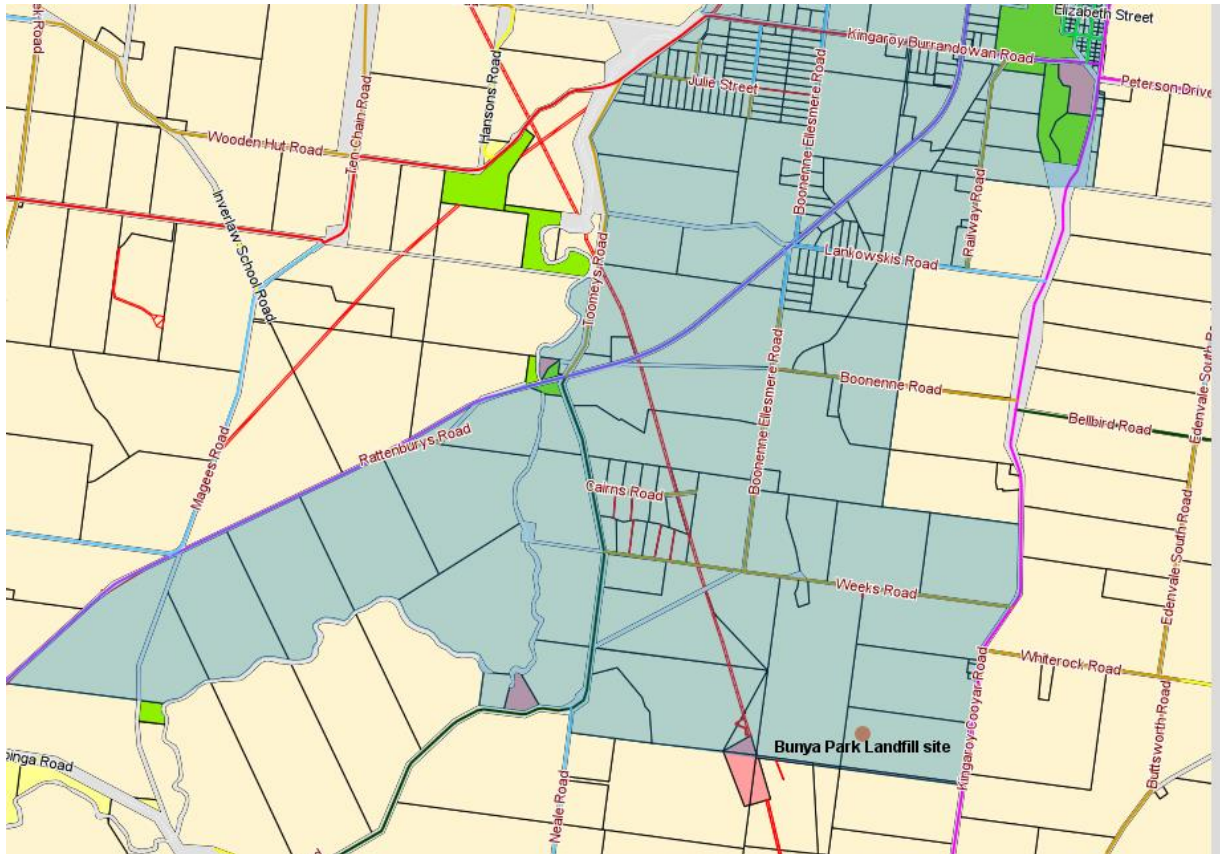 Elizabeth Street
Kingaroy Burrandowan Road
Peterson Drive
Julie Street
Hansons Road
Ten Chain Road
Wooden Hut Road
Boonenne Ellesmere Road
Railway Road
Inverlaw School Road
Lankowskis Road
Toomeys Road
Boonenne Road
Bellbird Road
Edenvale South Road
Rattenburys Road
Magees Road
Boonenne Ellesmere Road
Cairns Road
Weeks Road
Edenvale South Road
Whiterock Road
Kingaroy Cooyar Road
Bunya Park Landfill site
Buttsworth Road
Neale Road